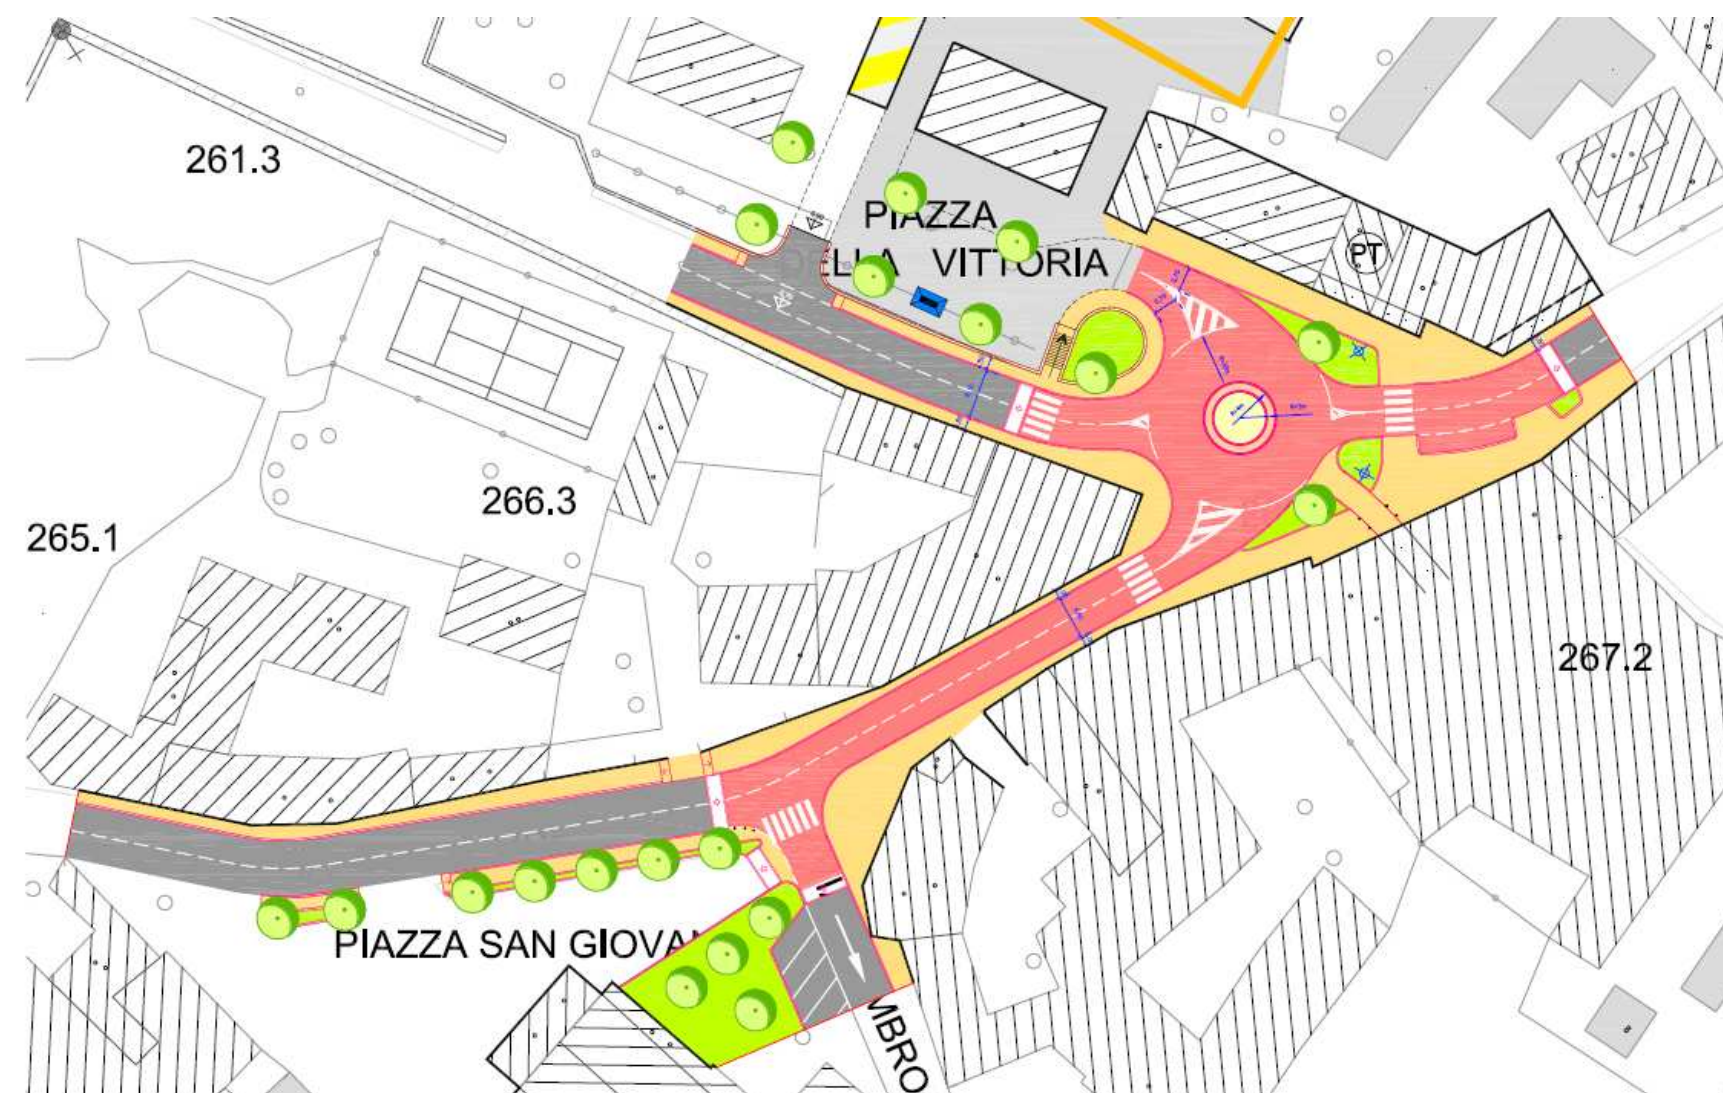 261.3
PIAZZA
DELLA VITTORIA
PT
266.3
265.1
267.2
PIAZZA SAN GIOVAN
MBRO